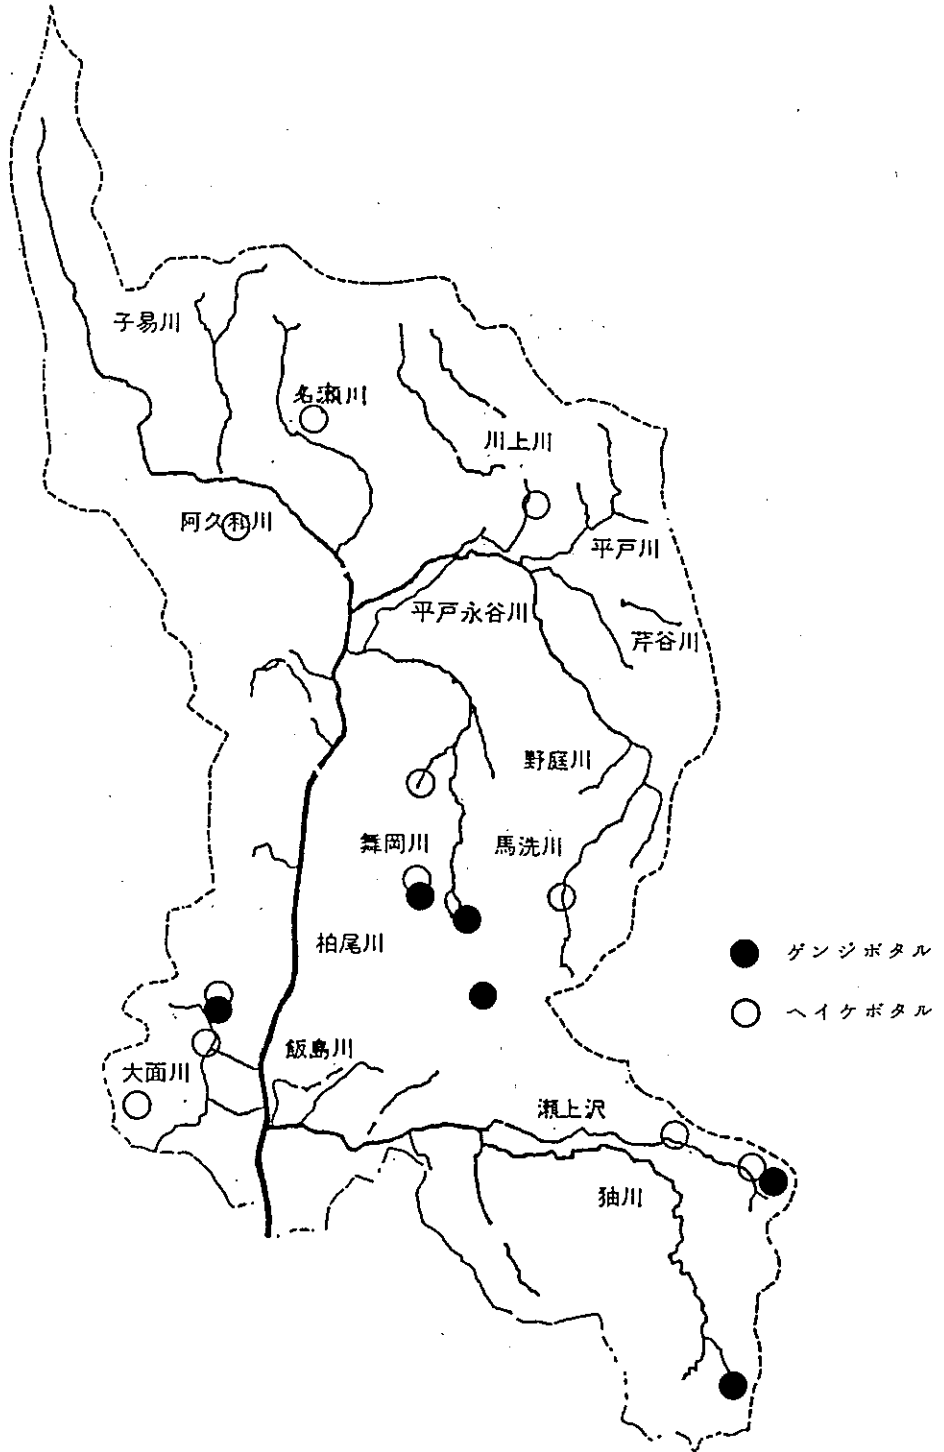 子易川
名瀬川
川上川
阿久和川
平戸川
平戸永谷川
芹谷川
野庭川
舞岡川
馬洗川
柏尾川
ゲンジボタル
ヘイケボタル
飯島川
大面川
瀬上沢
㹨川